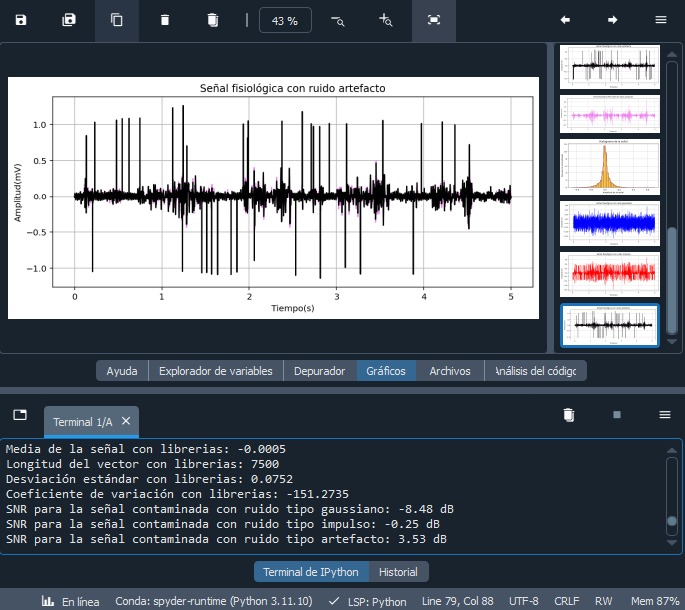 43 %
Señal fisiológica con ruido artefacto
Amplitud(mV)
1.0
0.5
0.0
−0.5
−1.0
0 1 2 3 4 5
Tiempo(s)
Ayuda Explorador de variables Depurador Gráficos Archivos Análisis del código
Terminal 1/A
Media de la señal con librerias: -0.0005
Longitud del vector con librerias: 7500
Desviación estándar con librerias: 0.0752
Coeficiente de variación con librerias: -151.2735
SNR para la señal contaminada con ruido tipo gaussiano: -8.48 dB
SNR para la señal contaminada con ruido tipo impulso: -0.25 dB
SNR para la señal contaminada con ruido tipo artefacto: 3.53 dB
Terminal de IPython Historial
En línea Conda: spyder-runtime (Python 3.11.10) LSP: Python Line 79, Col 88 UTF-8 CRLF RW Mem 87%